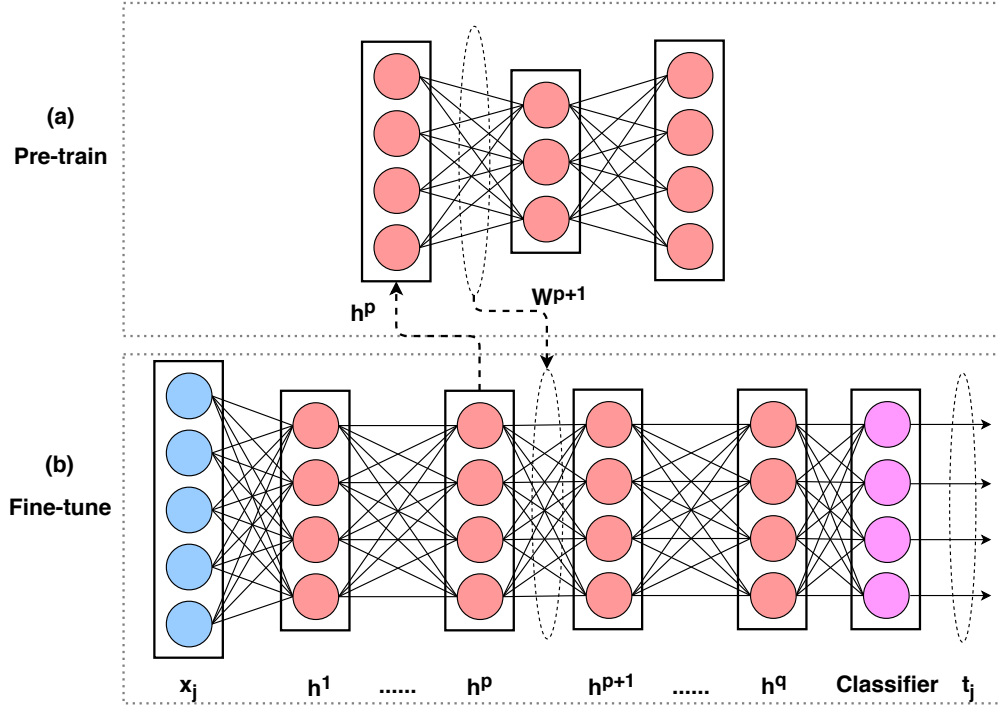 (a)
Pre-train
h^p
W^{p+1}
(b)
Fine-tune
x_j h^1 ...... h^p h^{p+1} ...... h^q Classifier t_j